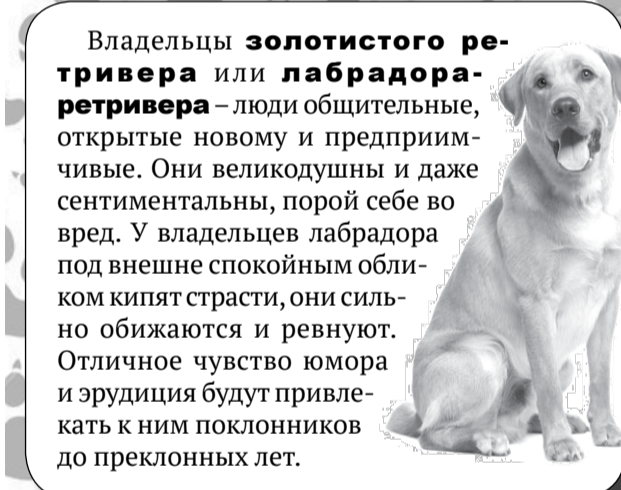 Владельцы золотистого ре-
тривера или лабрадора-
ретривера – люди общительные,
открытые новому и предприим-
чивые. Они великодушны и даже
сентиментальны, порой себе во
вред. У владельцев лабрадора
под внешне спокойным обли-
ком кипят страсти, они силь-
но обижаются и ревнуют.
Отличное чувство юмора
и эрудиция будут привле-
кать к ним поклонников
до преклонных лет.